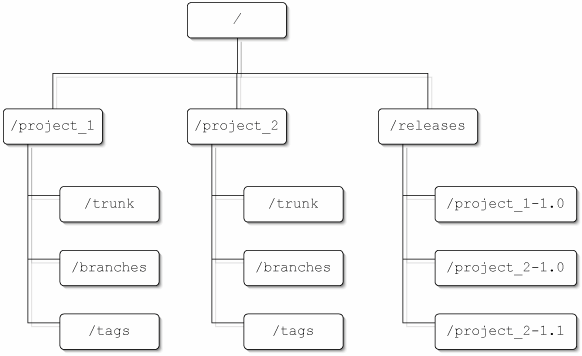 /
/project_1
/project_2
/releases
/trunk
/trunk
/project_1-1.0
/branches
/branches
/project_2-1.0
/tags
/tags
/project_2-1.1